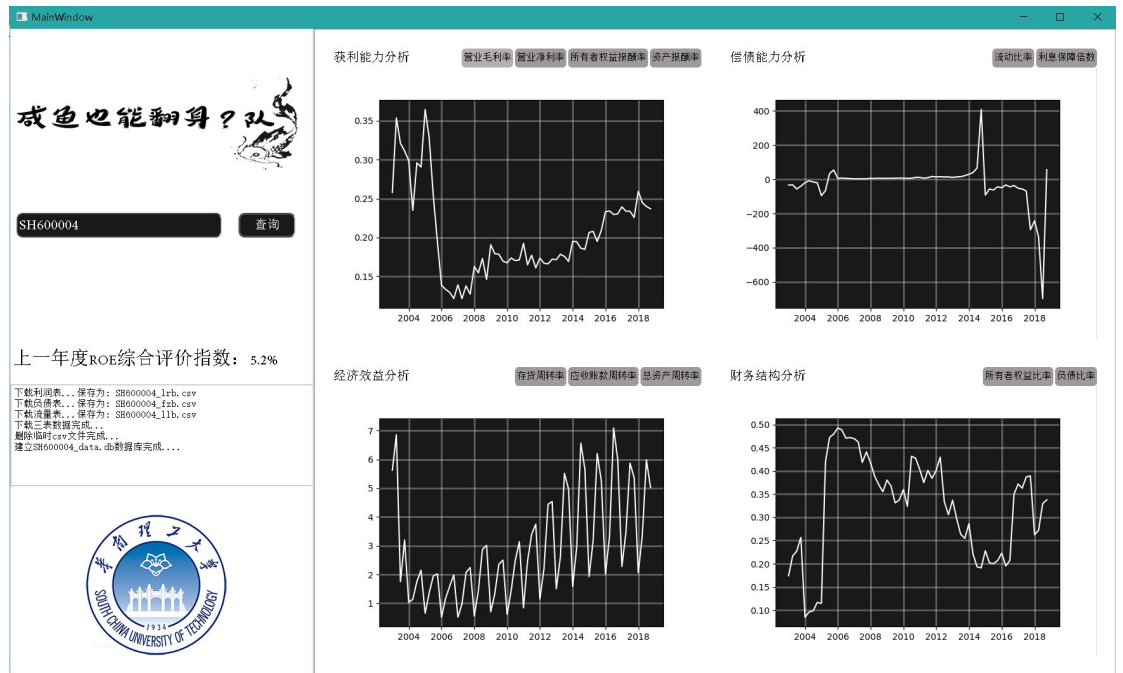 MainWindow
咸鱼也能翻身?队
SH600004
查询
上一年度ROE综合评价指数: 5.2%
下载利润表...保存为: SH600004_lrb.csv
下载负债表...保存为: SH600004_fzb.csv
下载流量表...保存为: SH600004_llb.csv
下载三表数据完成...
删除临时csv文件完成...
建立SH600004_data.db数据库完成....
华南理工大学
SOUTH CHINA UNIVERSITY OF TECHNOLOGY
1934
获利能力分析
营业毛利率 营业净利率 所有者权益报酬率 资产报酬率
0.35
0.30
0.25
0.20
0.15
2004 2006 2008 2010 2012 2014 2016 2018
偿债能力分析
流动比率 利息保障倍数
400
200
0
−200
−400
−600
2004 2006 2008 2010 2012 2014 2016 2018
经济效益分析
存货周转率 应收账款周转率 总资产周转率
7
6
5
4
3
2
1
2004 2006 2008 2010 2012 2014 2016 2018
财务结构分析
所有者权益比率 负债比率
0.50
0.45
0.40
0.35
0.30
0.25
0.20
0.15
0.10
2004 2006 2008 2010 2012 2014 2016 2018